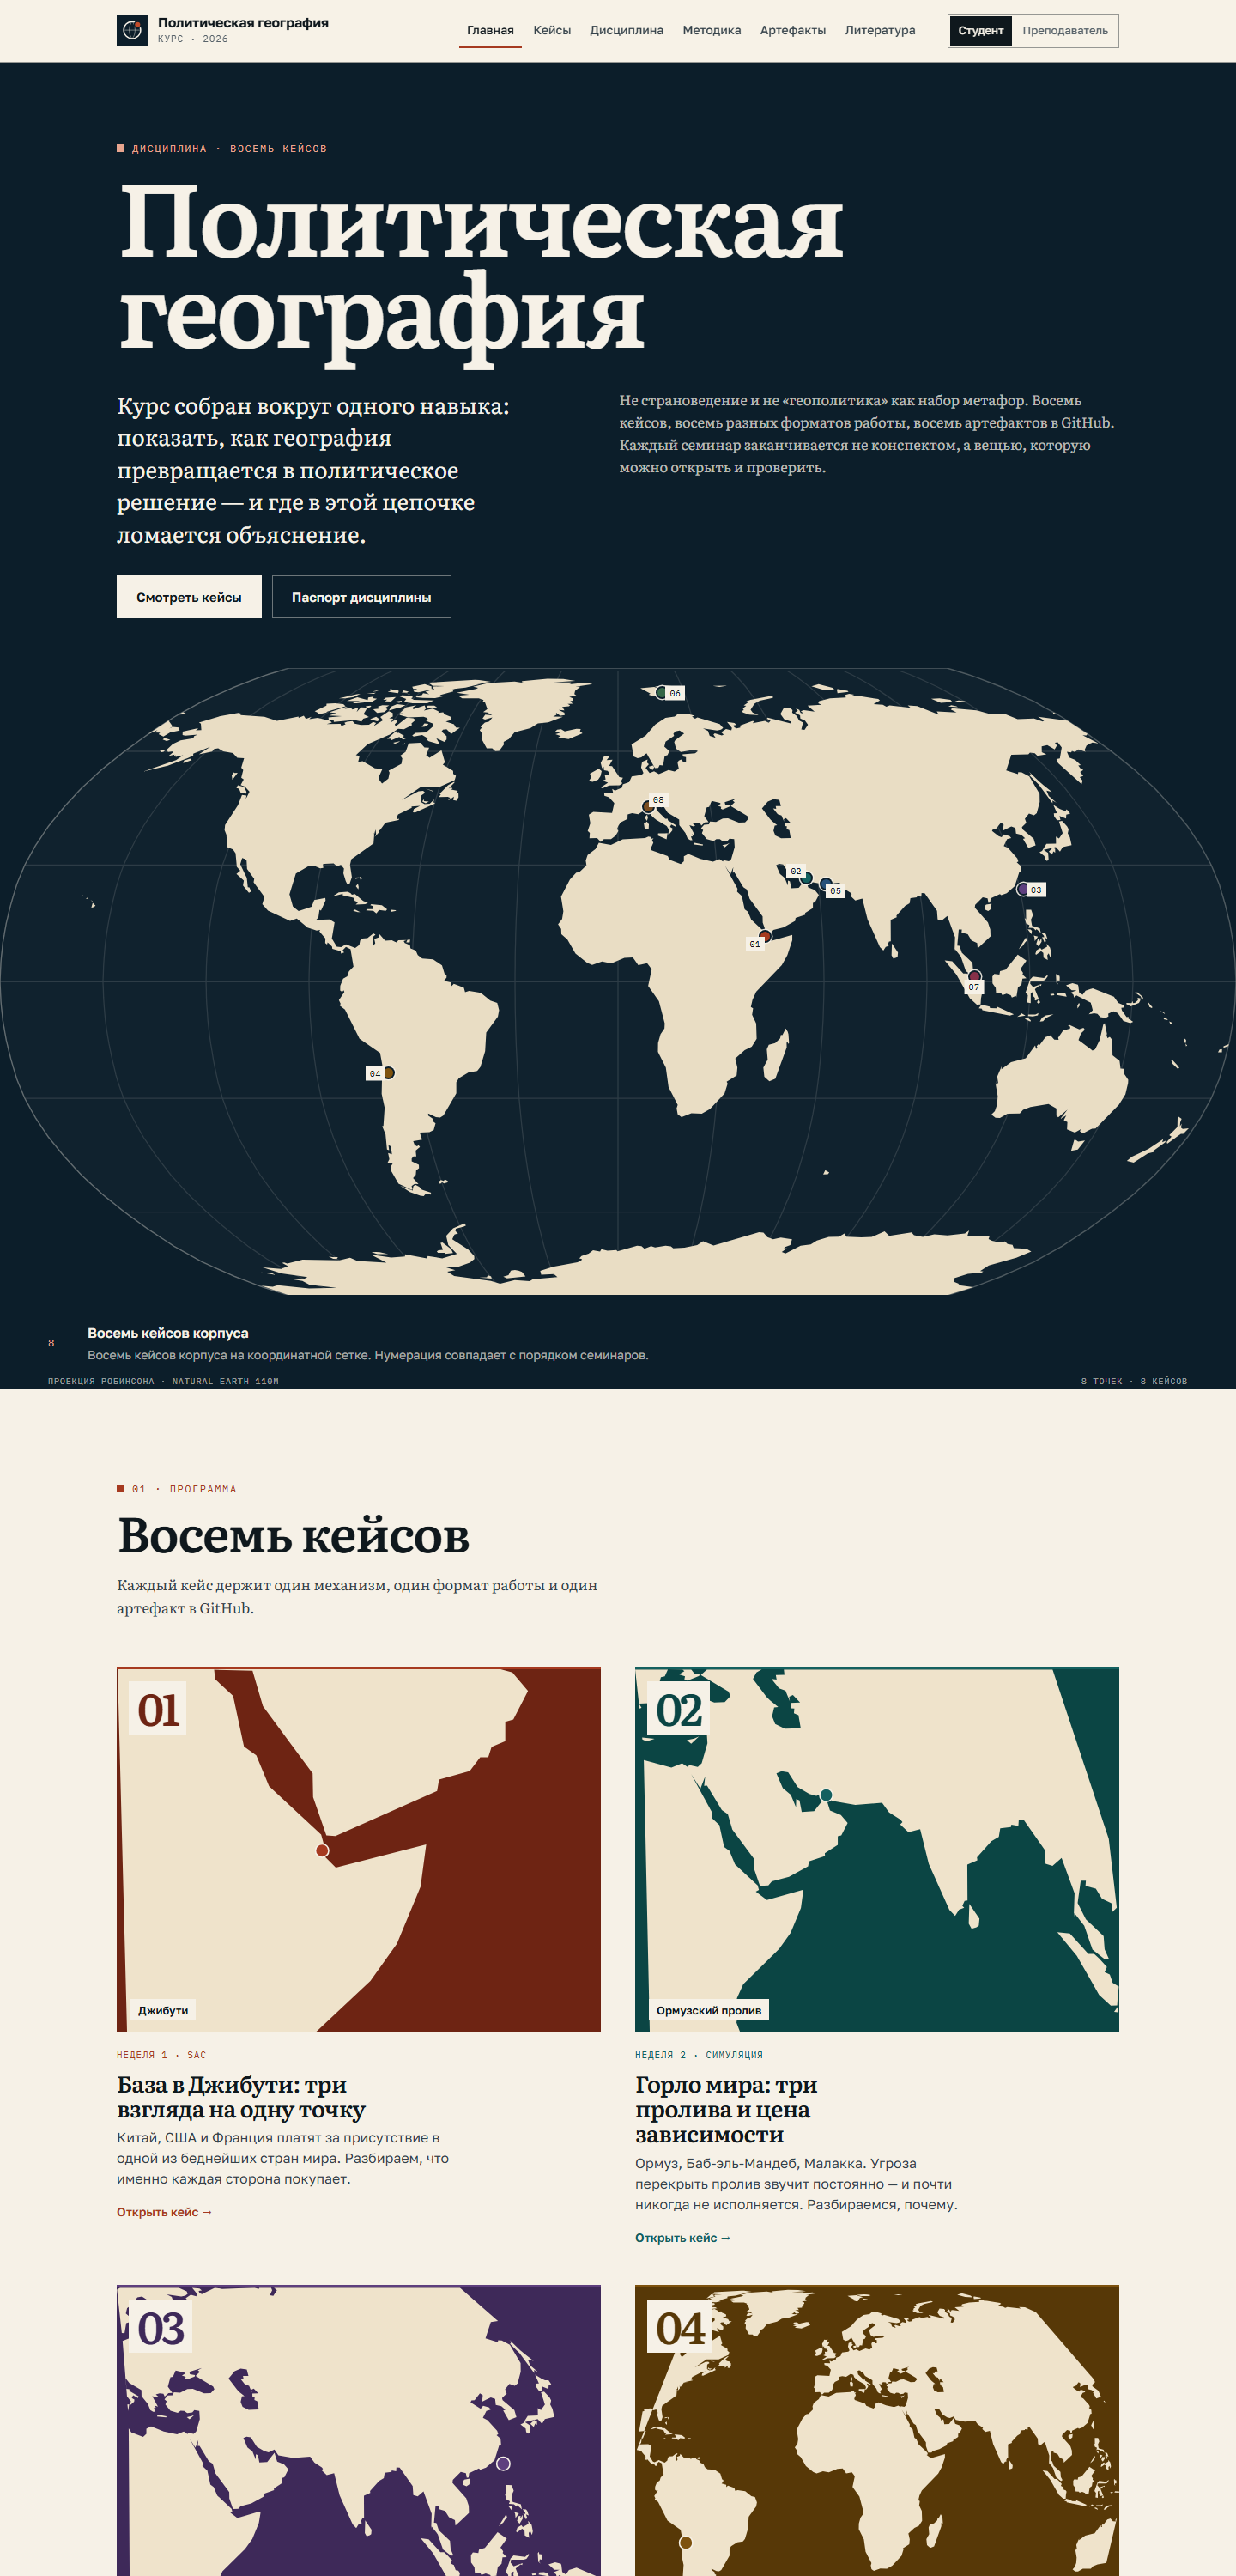 Политическая география
КУРС · 2026
Главная Кейсы Дисциплина Методика Артефакты Литература
Студент Преподаватель
ДИСЦИПЛИНА · ВОСЕМЬ КЕЙСОВ
Политическая
география
Курс собран вокруг одного навыка:
показать, как география
превращается в политическое
решение — и где в этой цепочке
ломается объяснение.
Не страноведение и не «геополитика» как набор метафор. Восемь
кейсов, восемь разных форматов работы, восемь артефактов в GitHub.
Каждый семинар заканчивается не конспектом, а вещью, которую
можно открыть и проверить.
Смотреть кейсы
Паспорт дисциплины
06
08
02
05
03
01
07
04
8
Восемь кейсов корпуса
Восемь кейсов корпуса на координатной сетке. Нумерация совпадает с порядком семинаров.
ПРОЕКЦИЯ РОБИНСОНА · NATURAL EARTH 110M
8 ТОЧЕК · 8 КЕЙСОВ
01 · ПРОГРАММА
Восемь кейсов
Каждый кейс держит один механизм, один формат работы и один
артефакт в GitHub.
01
Джибути
НЕДЕЛЯ 1 · SAC
База в Джибути: три
взгляда на одну точку
Китай, США и Франция платят за присутствие в
одной из беднейших стран мира. Разбираем, что
именно каждая сторона покупает.
Открыть кейс →
02
Ормузский пролив
НЕДЕЛЯ 2 · СИМУЛЯЦИЯ
Горло мира: три
пролива и цена
зависимости
Ормуз, Баб-эль-Мандеб, Малакка. Угроза
перекрыть пролив звучит постоянно — и почти
никогда не исполняется. Разбираемся, почему.
Открыть кейс →
03
04